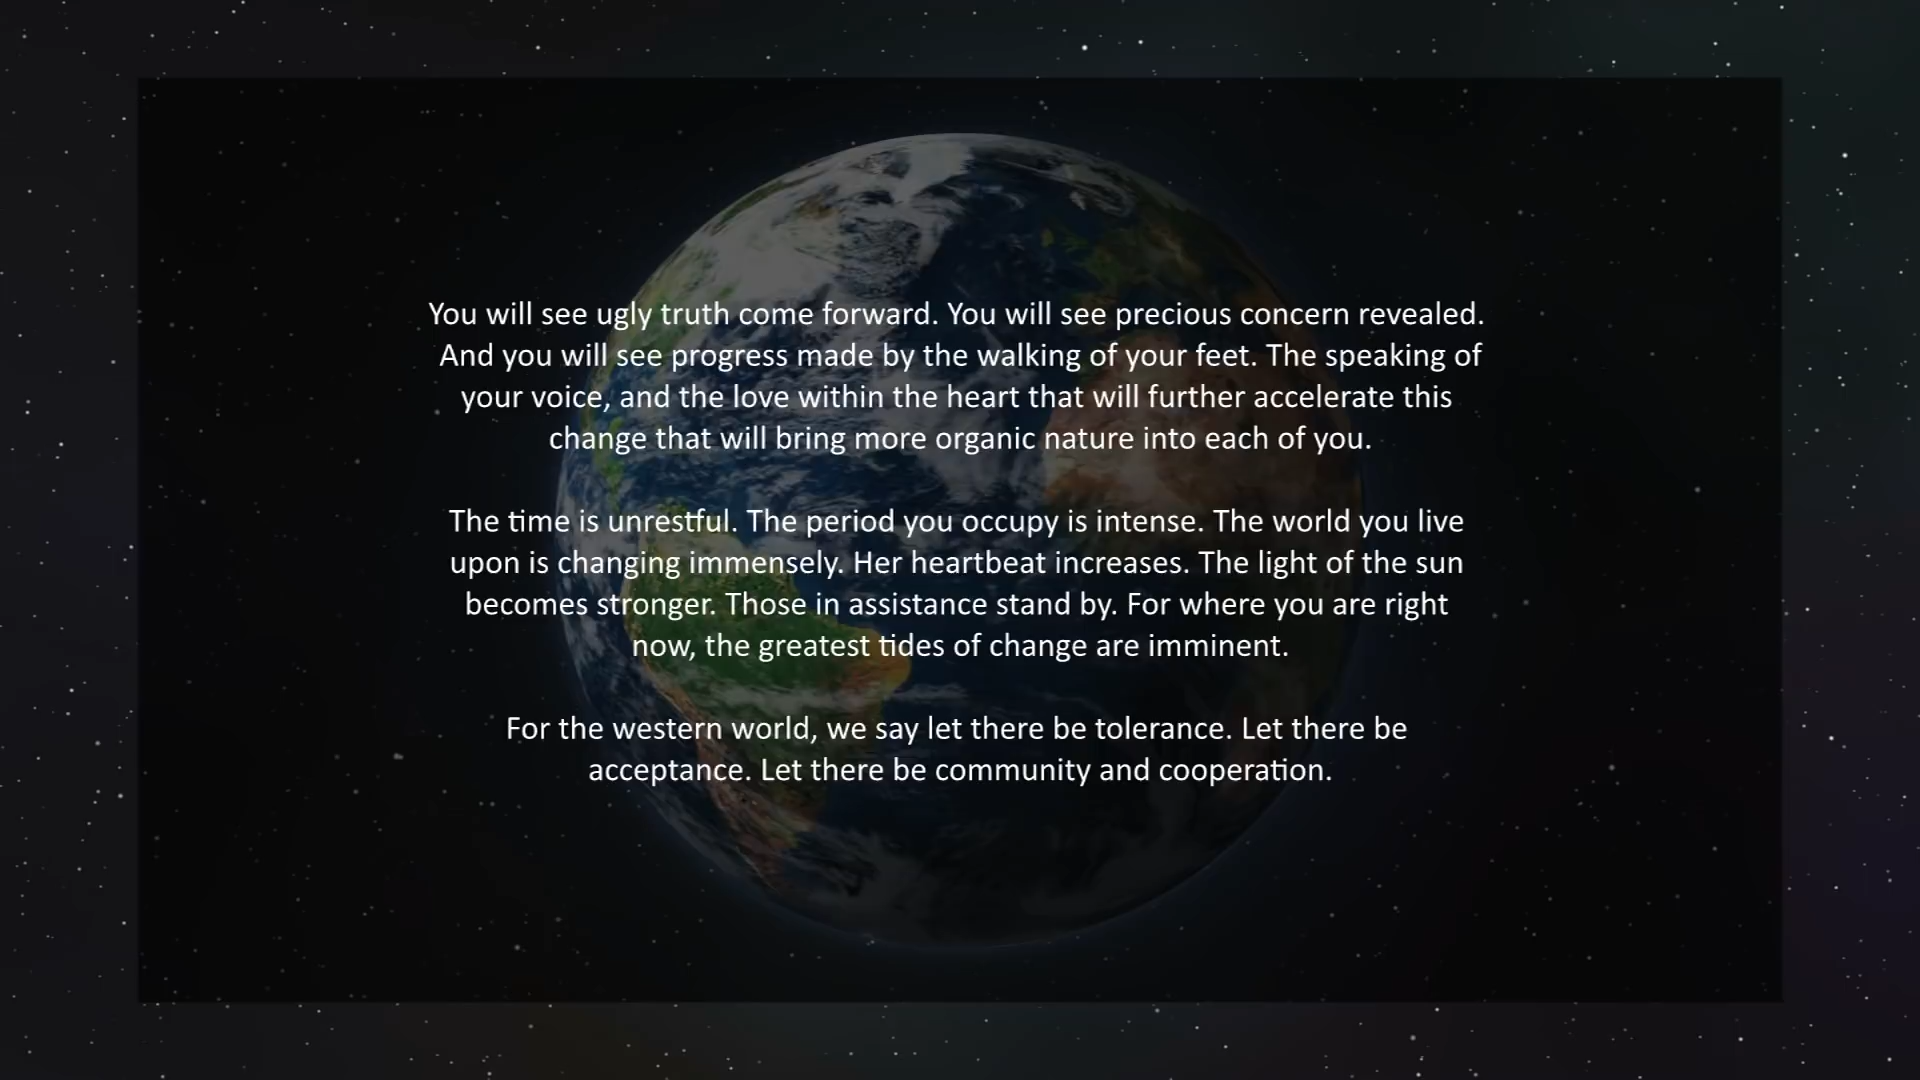 You will see ugly truth come forward. You will see precious concern revealed.
And you will see progress made by the walking of your feet. The speaking of
your voice, and the love within the heart that will further accelerate this
change that will bring more organic nature into each of you.
The time is unrestful. The period you occupy is intense. The world you live
upon is changing immensely. Her heartbeat increases. The light of the sun
becomes stronger. Those in assistance stand by. For where you are right
now, the greatest tides of change are imminent.
For the western world, we say let there be tolerance. Let there be
acceptance. Let there be community and cooperation.